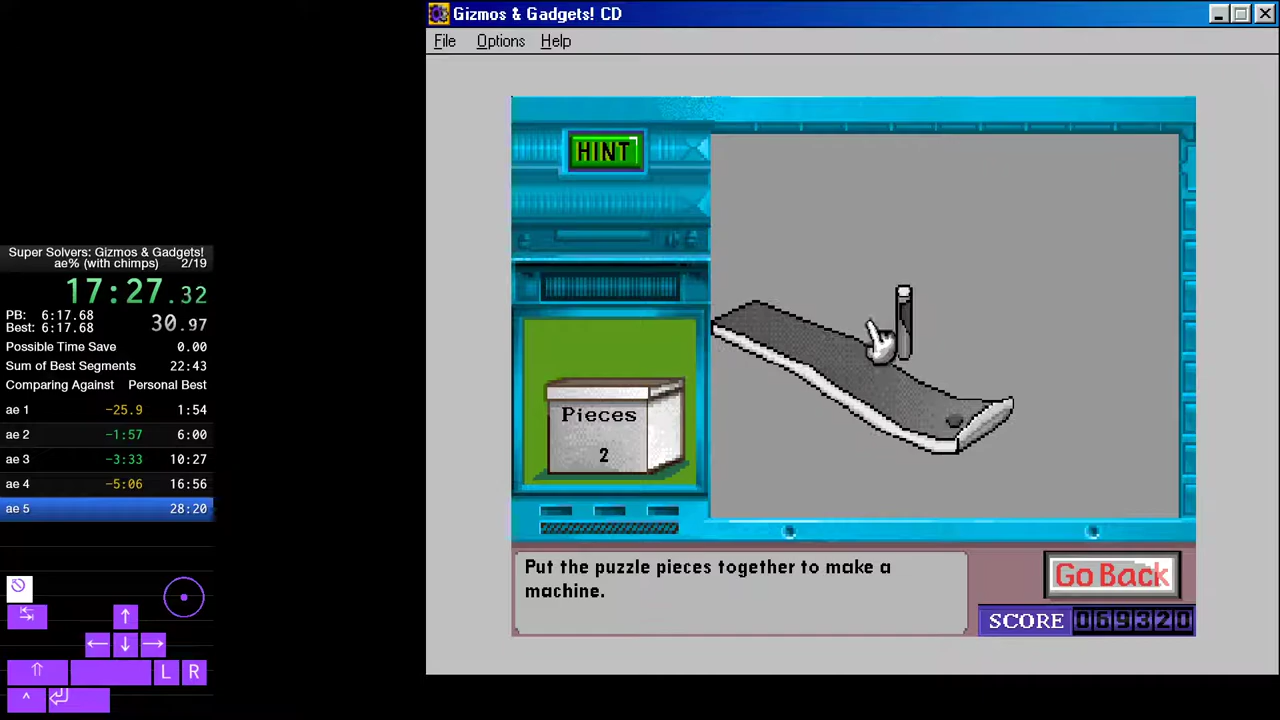 Gizmos & Gadgets! CD
File Options Help
HINT
Pieces
2
Put the puzzle pieces together to make a
machine.
Go Back
SCORE 069320
Super Solvers: Gizmos & Gadgets!
ae% (with chimps) 2/19
17:27.32
PB: 6:17.68
Best: 6:17.68
30.97
Possible Time Save 0.00
Sum of Best Segments 22:43
Comparing Against Personal Best
ae 1 -25.9 1:54
ae 2 -1:57 6:00
ae 3 -3:33 10:27
ae 4 -5:06 16:56
ae 5 28:20
L R